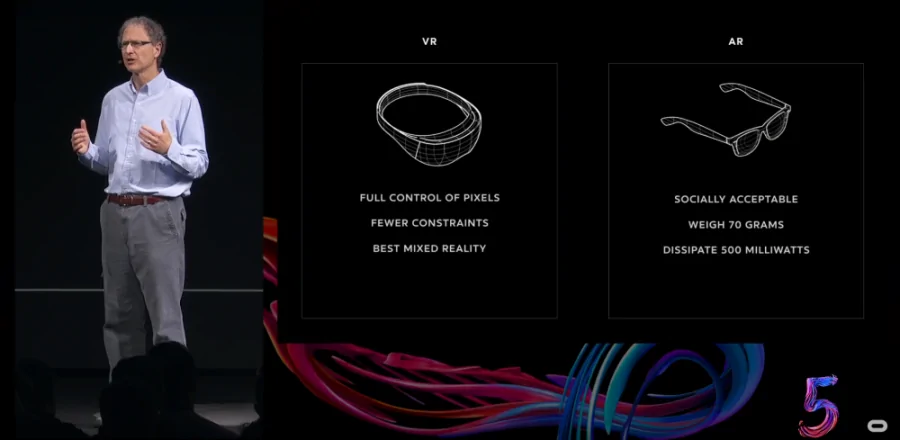 VR
FULL CONTROL OF PIXELS
FEWER CONSTRAINTS
BEST MIXED REALITY
AR
SOCIALLY ACCEPTABLE
WEIGH 70 GRAMS
DISSIPATE 500 MILLIWATTS
5